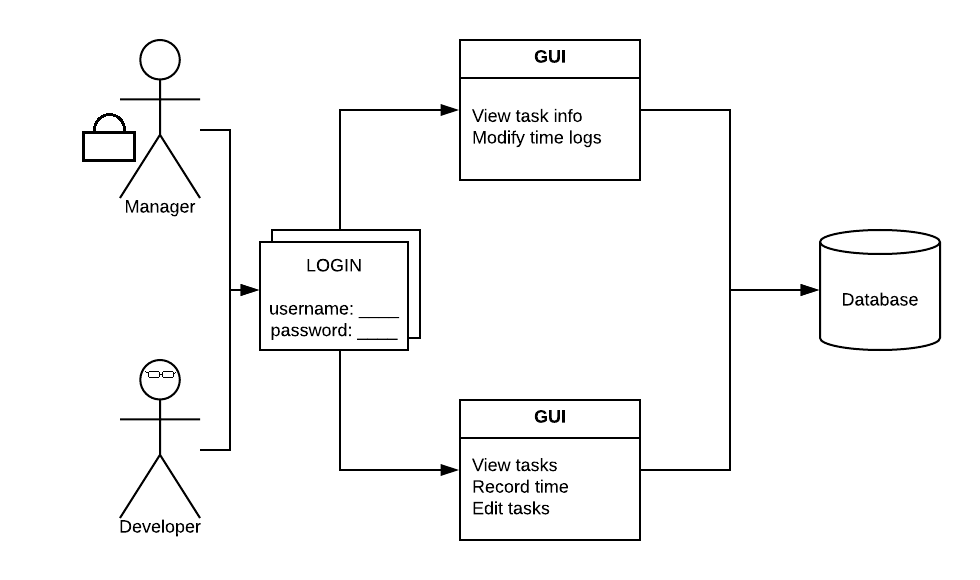 Manager
LOGIN
username: ____
password: ____
GUI
View task info
Modify time logs
Database
Developer
GUI
View tasks
Record time
Edit tasks